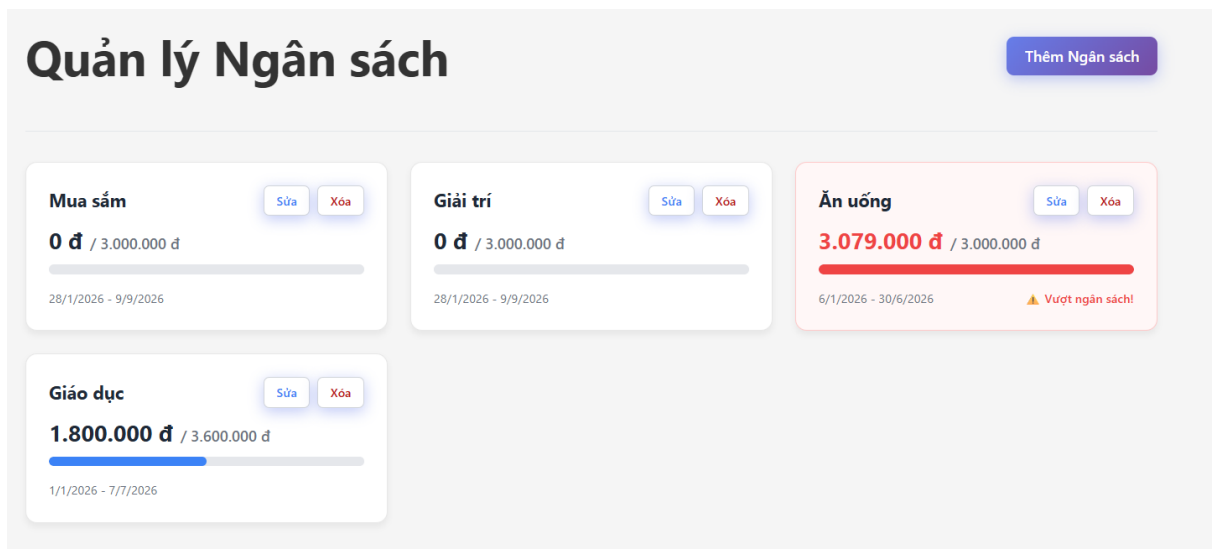 Quản lý Ngân sách
Thêm Ngân sách
Mua sắm
Sửa
Xóa
0 đ / 3.000.000 đ
28/1/2026 - 9/9/2026
Giải trí
Sửa
Xóa
0 đ / 3.000.000 đ
28/1/2026 - 9/9/2026
Ăn uống
Sửa
Xóa
3.079.000 đ / 3.000.000 đ
6/1/2026 - 30/6/2026
Vượt ngân sách!
Giáo dục
Sửa
Xóa
1.800.000 đ / 3.600.000 đ
1/1/2026 - 7/7/2026